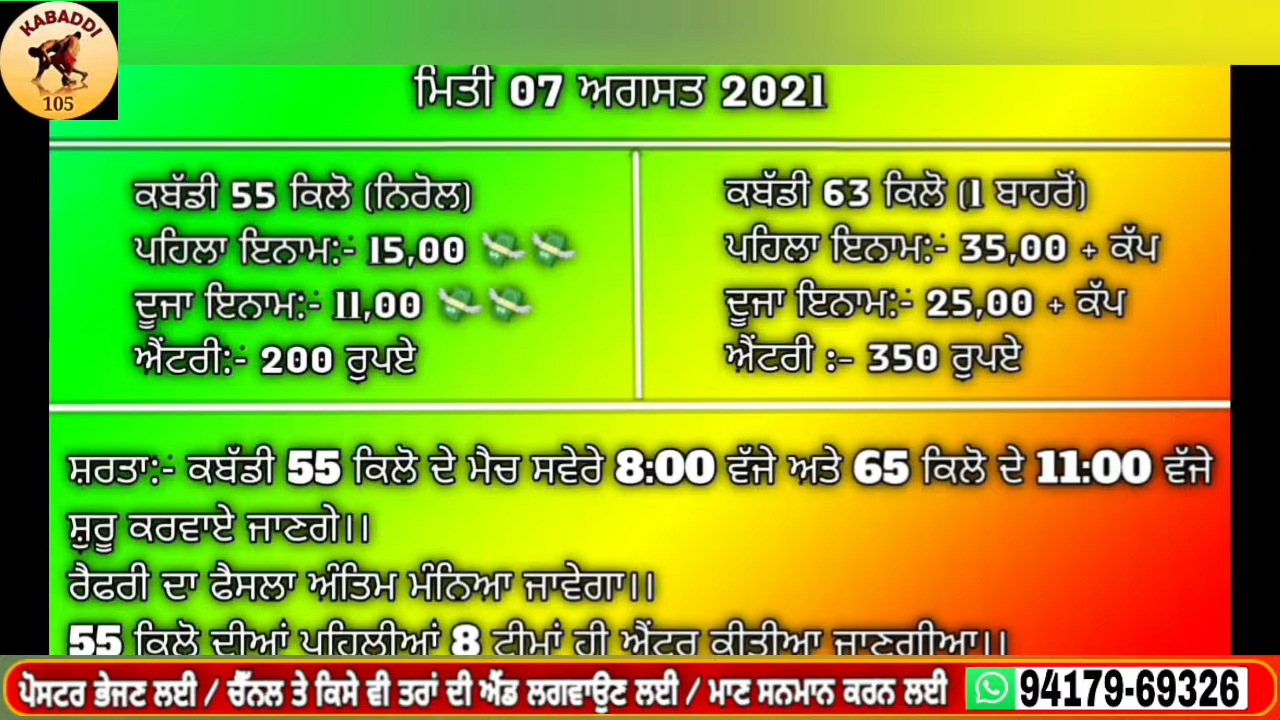 KABADDI
105
ਮਿਤੀ 07 ਅਗਸਤ 2021
ਕਬੱਡੀ 55 ਕਿਲੋ (ਨਿਰੋਲ)
ਪਹਿਲਾ ਇਨਾਮ:- 15,00
ਦੂਜਾ ਇਨਾਮ:- 11,00
ਐਂਟਰੀ:- 200 ਰੁਪਏ
ਕਬੱਡੀ 63 ਕਿਲੋ (1 ਬਾਹਰੋਂ)
ਪਹਿਲਾ ਇਨਾਮ:- 35,00 + ਕੱਪ
ਦੂਜਾ ਇਨਾਮ:- 25,00 + ਕੱਪ
ਐਂਟਰੀ :- 350 ਰੁਪਏ
ਸ਼ਰਤਾ:- ਕਬੱਡੀ 55 ਕਿਲੋ ਦੇ ਮੈਚ ਸਵੇਰੇ 8:00 ਵੱਜੇ ਅਤੇ 65 ਕਿਲੋ ਦੇ 11:00 ਵੱਜੇ
ਸ਼ੁਰੂ ਕਰਵਾਏ ਜਾਣਗੇ।।
ਰੈਫਰੀ ਦਾ ਫੈਸਲਾ ਅੰਤਿਮ ਮੰਨਿਆ ਜਾਵੇਗਾ।।
55 ਕਿਲੋ ਦੀਆਂ ਪਹਿਲੀਆਂ 8 ਟੀਮਾਂ ਹੀ ਐਂਟਰ ਕੀਤੀਆ ਜਾਣਗੀਆ।।
ਪੋਸਟਰ ਭੇਜਣ ਲਈ / ਚੈੱਨਲ ਤੇ ਕਿਸੇ ਵੀ ਤਰਾਂ ਦੀ ਐਂਡ ਲਗਵਾਉਣ ਲਈ / ਮਾਣ ਸਨਮਾਨ ਕਰਨ ਲਈ 94179-69326